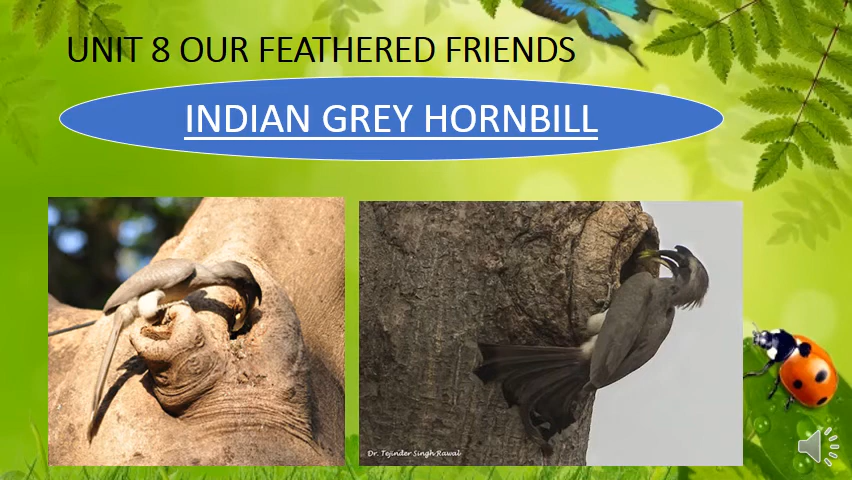 UNIT 8 OUR FEATHERED FRIENDS
INDIAN GREY HORNBILL
Dr. Tejinder Singh Rawal